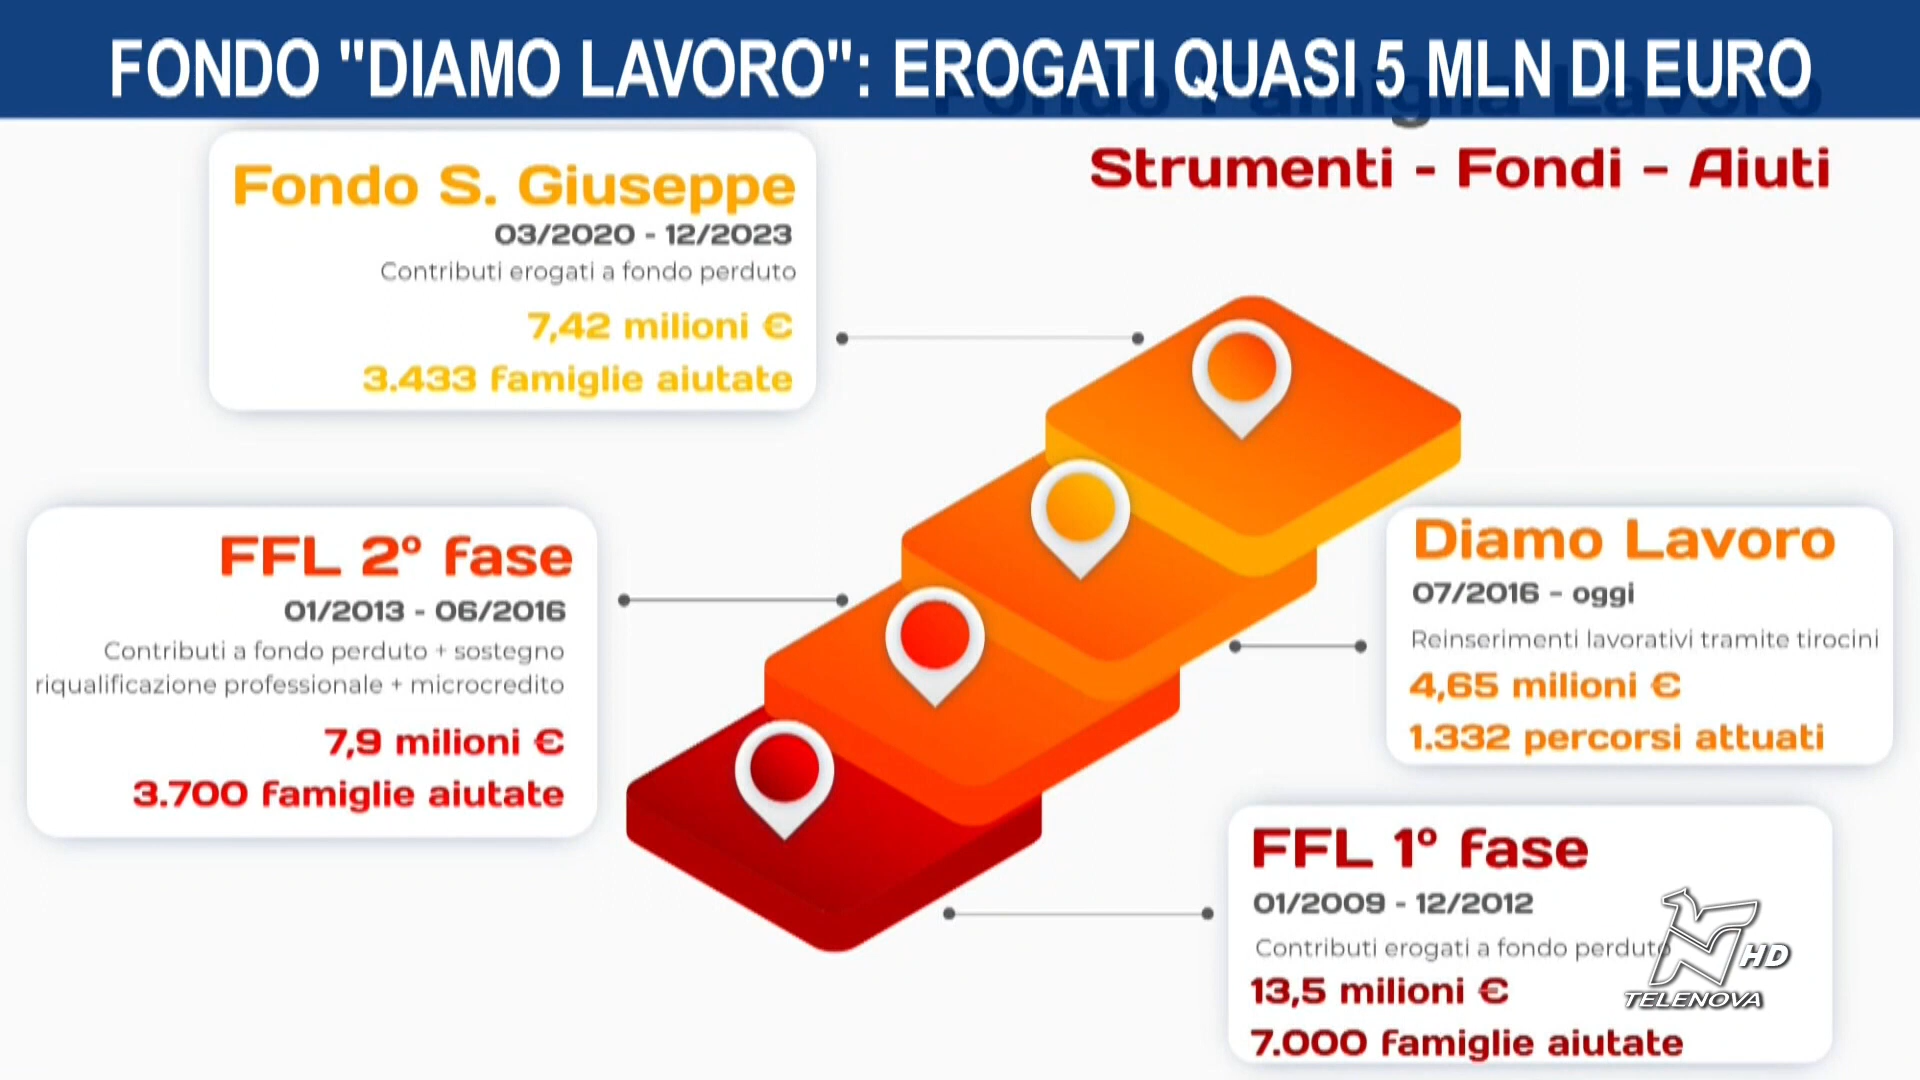 FONDO "DIAMO LAVORO": EROGATI QUASI 5 MLN DI EURO
Fondo Famiglia Lavoro
Strumenti - Fondi - Aiuti
Fondo S. Giuseppe
03/2020 - 12/2023
Contributi erogati a fondo perduto
7,42 milioni €
3.433 famiglie aiutate
FFL 2° fase
01/2013 - 06/2016
Contributi a fondo perduto + sostegno
riqualificazione professionale + microcredito
7,9 milioni €
3.700 famiglie aiutate
Diamo Lavoro
07/2016 - oggi
Reinserimenti lavorativi tramite tirocini
4,65 milioni €
1.332 percorsi attuati
FFL 1° fase
01/2009 - 12/2012
Contributi erogati a fondo perduto
13,5 milioni €
7.000 famiglie aiutate
HD
TELENOVA